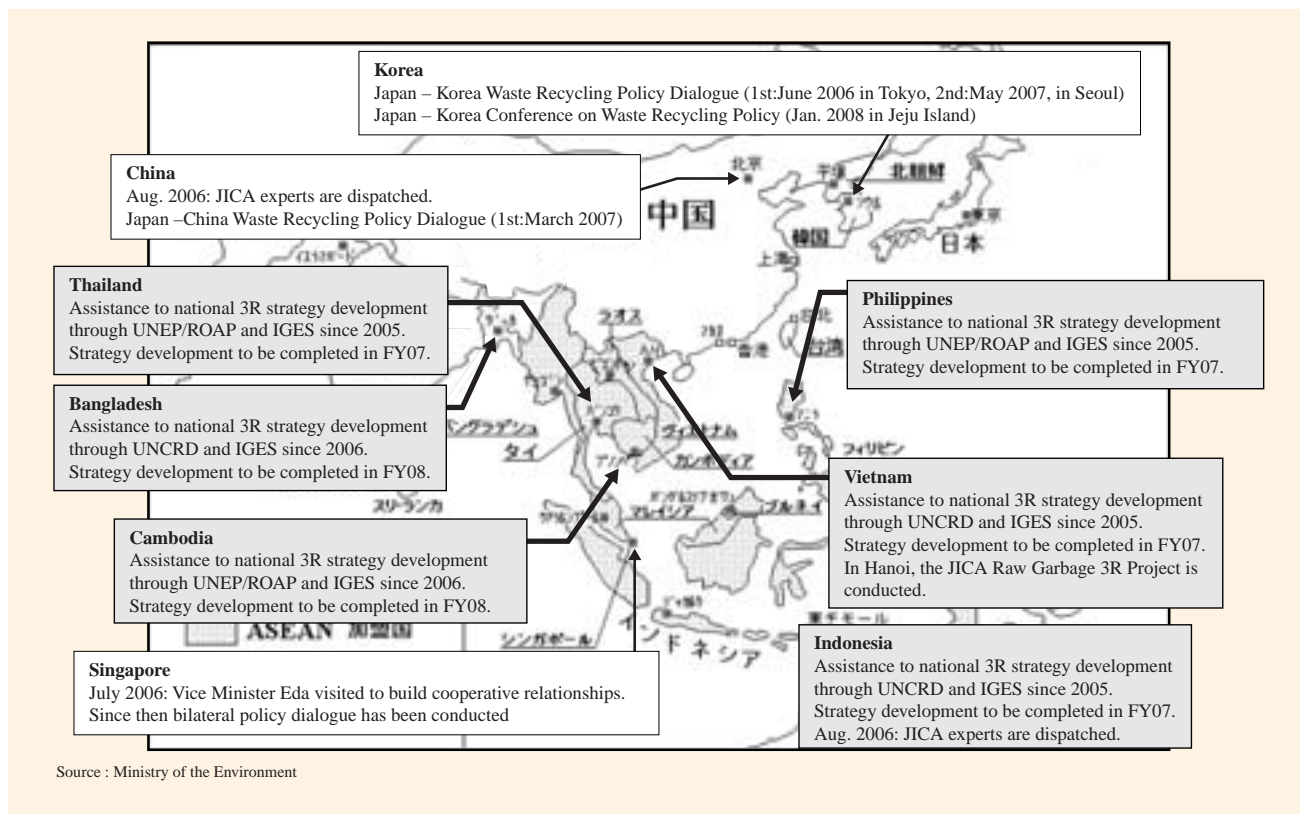 Korea
Japan – Korea Waste Recycling Policy Dialogue (1st:June 2006 in Tokyo, 2nd:May 2007, in Seoul)
Japan – Korea Conference on Waste Recycling Policy (Jan. 2008 in Jeju Island)
China
Aug. 2006: JICA experts are dispatched.
Japan –China Waste Recycling Policy Dialogue (1st:March 2007)
北京
北朝鮮
中国
韓国
東京
日本
上海
Thailand
Assistance to national 3R strategy development
through UNEP/ROAP and IGES since 2005.
Strategy development to be completed in FY07.
Philippines
Assistance to national 3R strategy development
through UNEP/ROAP and IGES since 2005.
Strategy development to be completed in FY07.
ラオス
香港
台北
台湾
Bangladesh
Assistance to national 3R strategy development
through UNCRD and IGES since 2006.
Strategy development to be completed in FY08.
タイ
ヴィエトナム
カンボディア
フィリピン
Vietnam
Assistance to national 3R strategy development
through UNCRD and IGES since 2005.
Strategy development to be completed in FY07.
In Hanoi, the JICA Raw Garbage 3R Project is
conducted.
スリーランカ
マレイシア
ブルネイ
Cambodia
Assistance to national 3R strategy development
through UNEP/ROAP and IGES since 2006.
Strategy development to be completed in FY08.
ASEAN 加盟国
シンガポール
インドネシア
東チモール
Singapore
July 2006: Vice Minister Eda visited to build cooperative relationships.
Since then bilateral policy dialogue has been conducted
Indonesia
Assistance to national 3R strategy development
through UNCRD and IGES since 2005.
Strategy development to be completed in FY07.
Aug. 2006: JICA experts are dispatched.
Source : Ministry of the Environment